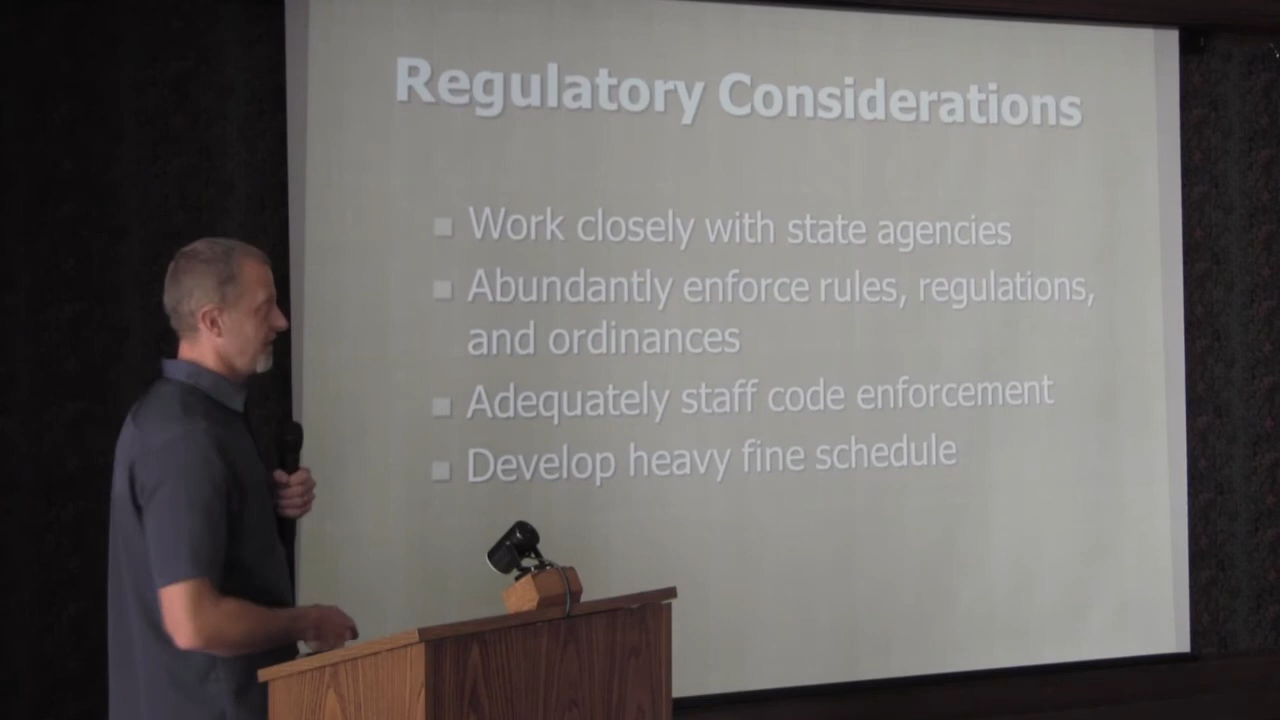 Regulatory Considerations
Work closely with state agencies
Abundantly enforce rules, regulations,
and ordinances
Adequately staff code enforcement
Develop heavy fine schedule